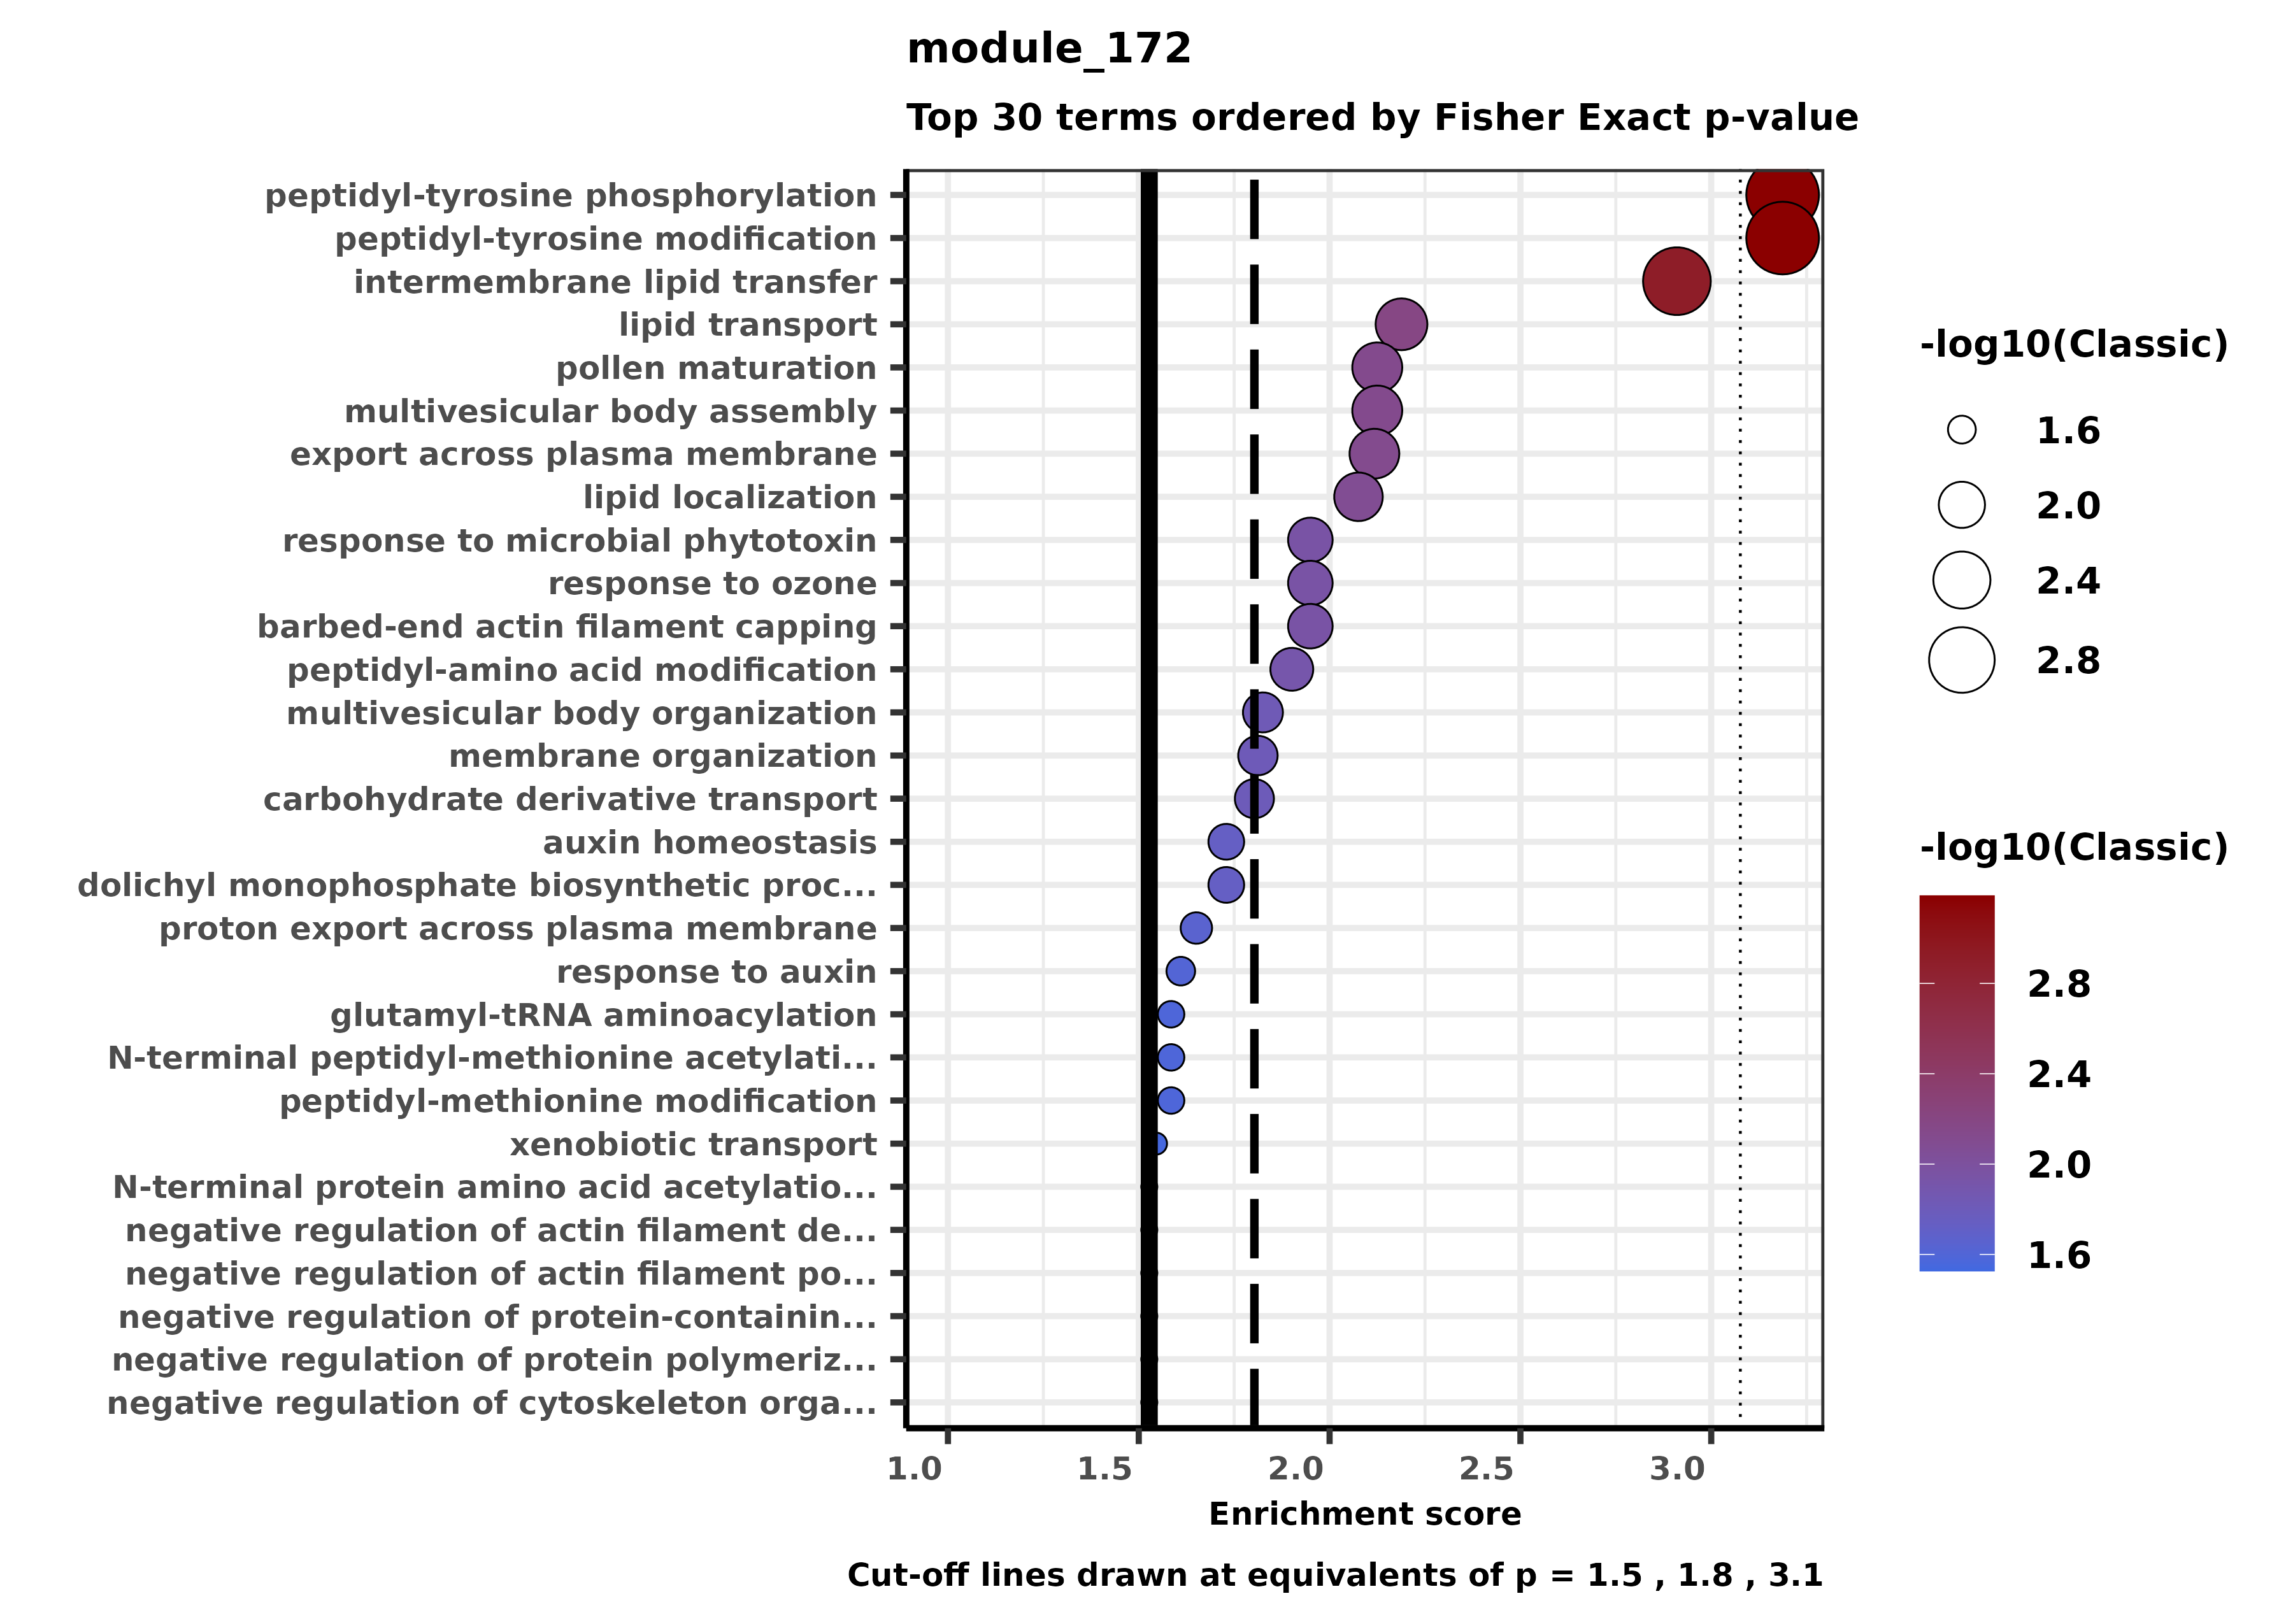 module_172
Top 30 terms ordered by Fisher Exact p-value
peptidyl-tyrosine phosphorylation
peptidyl-tyrosine modification
intermembrane lipid transfer
lipid transport
pollen maturation
multivesicular body assembly
export across plasma membrane
lipid localization
response to microbial phytotoxin
response to ozone
barbed-end actin filament capping
peptidyl-amino acid modification
multivesicular body organization
membrane organization
carbohydrate derivative transport
auxin homeostasis
dolichyl monophosphate biosynthetic proc...
proton export across plasma membrane
response to auxin
glutamyl-tRNA aminoacylation
N-terminal peptidyl-methionine acetylati...
peptidyl-methionine modification
xenobiotic transport
N-terminal protein amino acid acetylatio...
negative regulation of actin filament de...
negative regulation of actin filament po...
negative regulation of protein-containin...
negative regulation of protein polymeriz...
negative regulation of cytoskeleton orga...
1.0 1.5 2.0 2.5 3.0
Enrichment score
Cut-off lines drawn at equivalents of p = 1.5 , 1.8 , 3.1
-log10(Classic)
1.6
2.0
2.4
2.8
-log10(Classic)
2.8
2.4
2.0
1.6